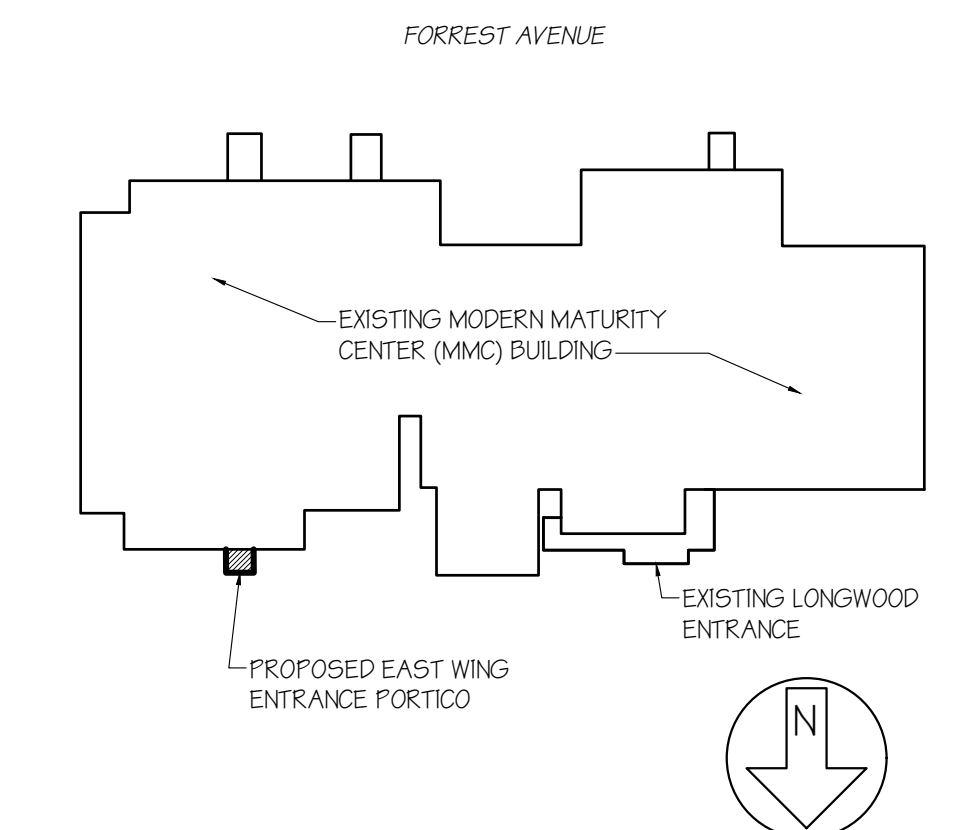 FORREST AVENUE
EXISTING MODERN MATURITY
CENTER (MMC) BUILDING
EXISTING LONGWOOD
ENTRANCE
PROPOSED EAST WING
ENTRANCE PORTICO
N